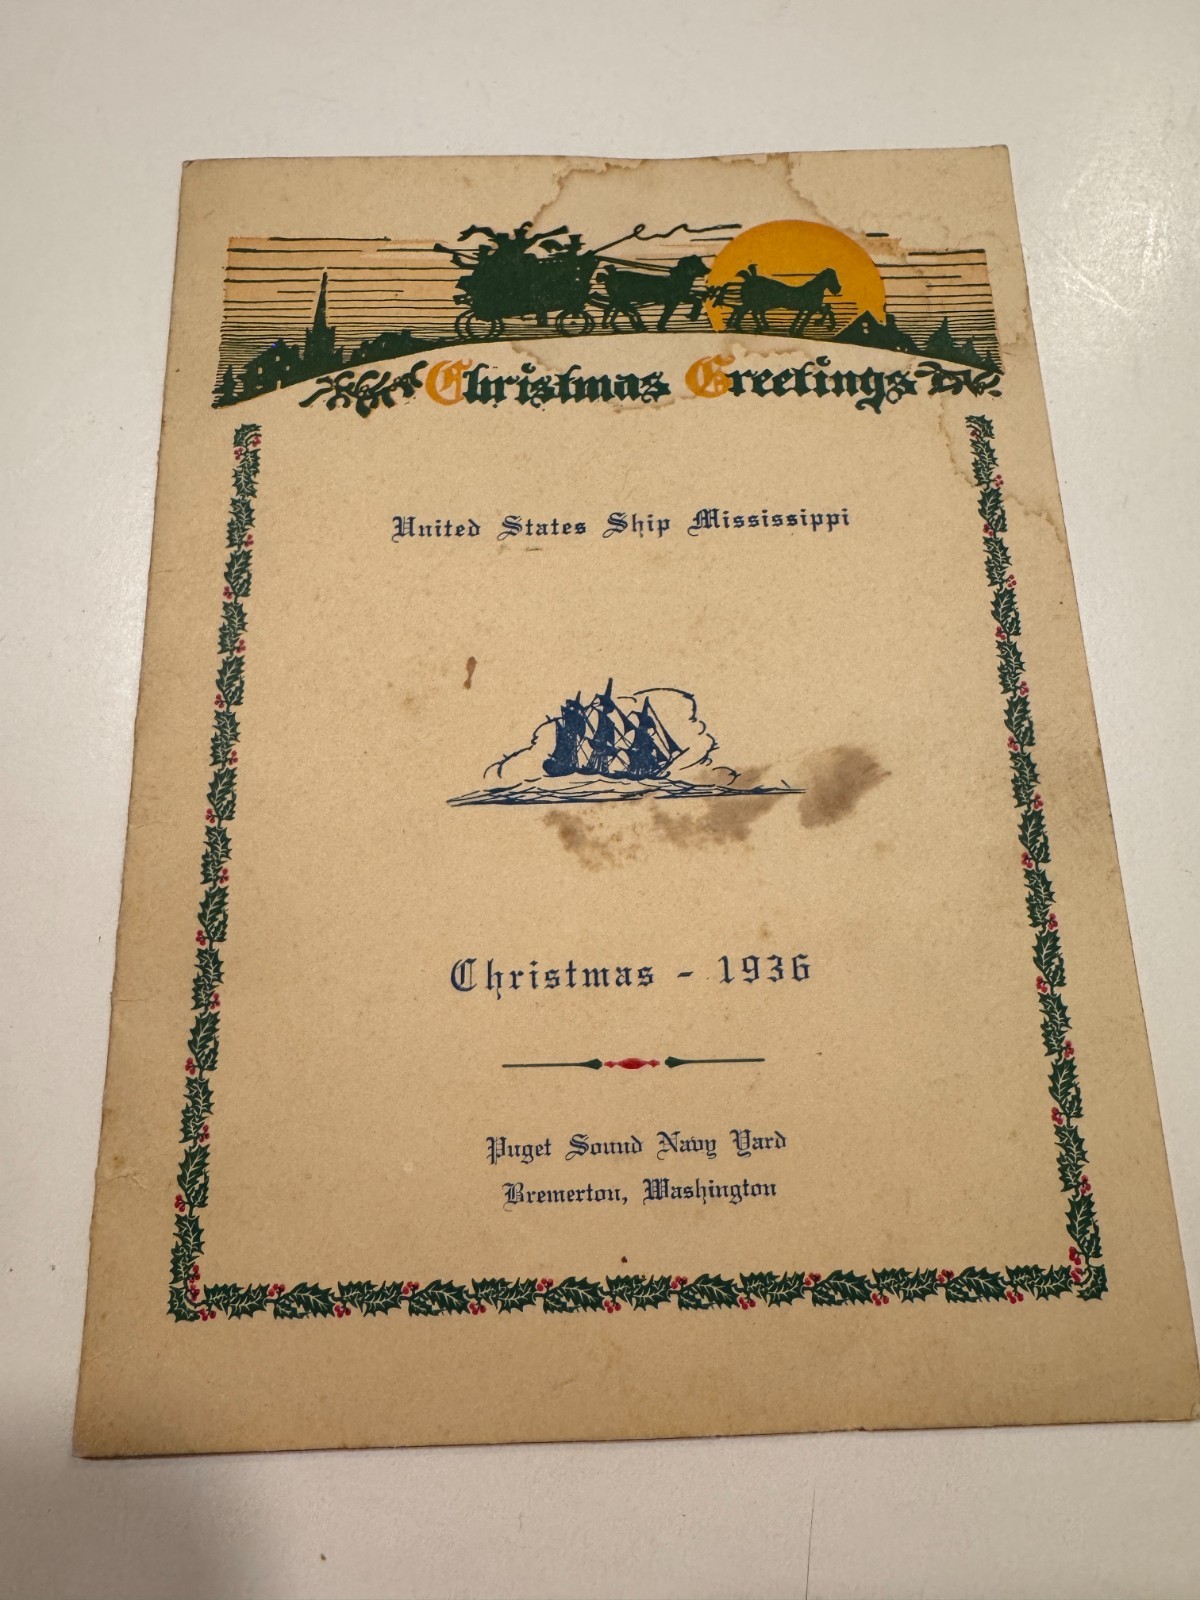 Christmas Greetings
United States Ship Mississippi
Christmas - 1936
Puget Sound Navy Yard
Bremerton, Washington